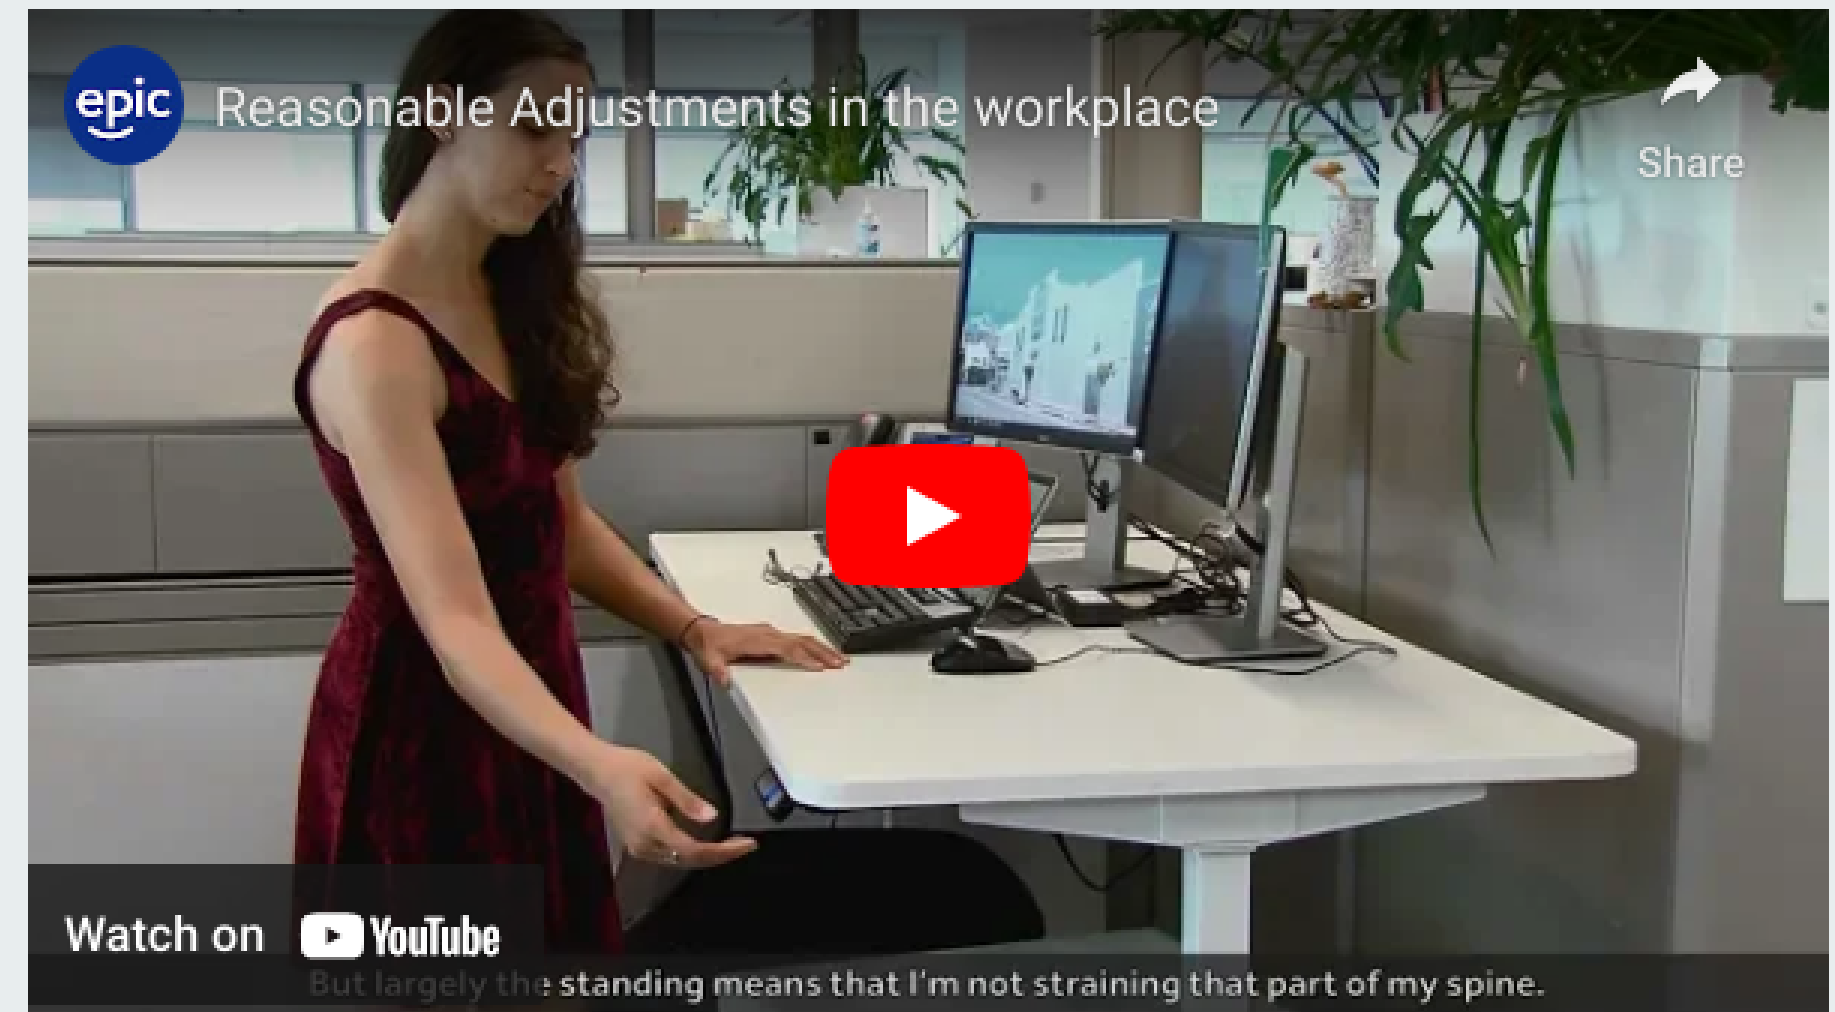 epic
Reasonable Adjustments in the workplace
Share
Watch on YouTube
But largely the standing means that I'm not straining that part of my spine.